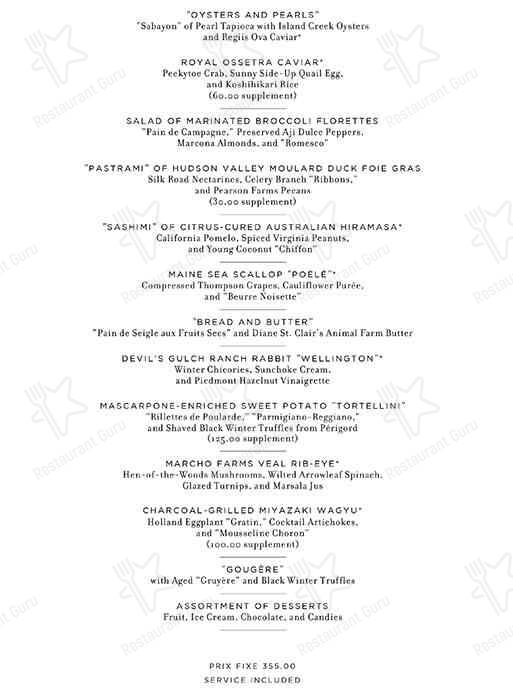 "OYSTERS AND PEARLS"
"Sabayon" of Pearl Tapioca with Island Creek Oysters
and Regiis Ova Caviar*
ROYAL OSSETRA CAVIAR*
Peekytoe Crab, Sunny Side-Up Quail Egg,
and Koshihikari Rice
(60.00 supplement)
SALAD OF MARINATED BROCCOLI FLORETTES
"Pain de Campagne," Preserved Aji Dulce Peppers,
Marcona Almonds, and "Romesco"
"PASTRAMI" OF HUDSON VALLEY MOULARD DUCK FOIE GRAS
Silk Road Nectarines, Celery Branch "Ribbons,"
and Pearson Farms Pecans
(30.00 supplement)
"SASHIMI" OF CITRUS-CURED AUSTRALIAN HIRAMASA*
California Pomelo, Spiced Virginia Peanuts,
and Young Coconut "Chiffon"
MAINE SEA SCALLOP "POÊLÉ"*
Compressed Thompson Grapes, Cauliflower Purée,
and "Beurre Noisette"
"BREAD AND BUTTER"
"Pain de Seigle aux Fruits Secs" and Diane St. Clair's Animal Farm Butter
DEVIL'S GULCH RANCH RABBIT "WELLINGTON"*
Winter Chicories, Sunchoke Cream,
and Piedmont Hazelnut Vinaigrette
MASCARPONE-ENRICHED SWEET POTATO "TORTELLINI"
"Rillettes de Poularde," "Parmigiano-Reggiano,"
and Shaved Black Winter Truffles from Périgord
(125.00 supplement)
MARCHO FARMS VEAL RIB-EYE*
Hen-of-the-Woods Mushrooms, Wilted Arrowleaf Spinach,
Glazed Turnips, and Marsala Jus
CHARCOAL-GRILLED MIYAZAKI WAGYU*
Holland Eggplant "Gratin," Cocktail Artichokes,
and "Mousseline Choron"
(100.00 supplement)
"GOUGÈRE"
with Aged "Gruyère" and Black Winter Truffles
ASSORTMENT OF DESSERTS
Fruit, Ice Cream, Chocolate, and Candies
PRIX FIXE 355.00
SERVICE INCLUDED
Restaurant Guru